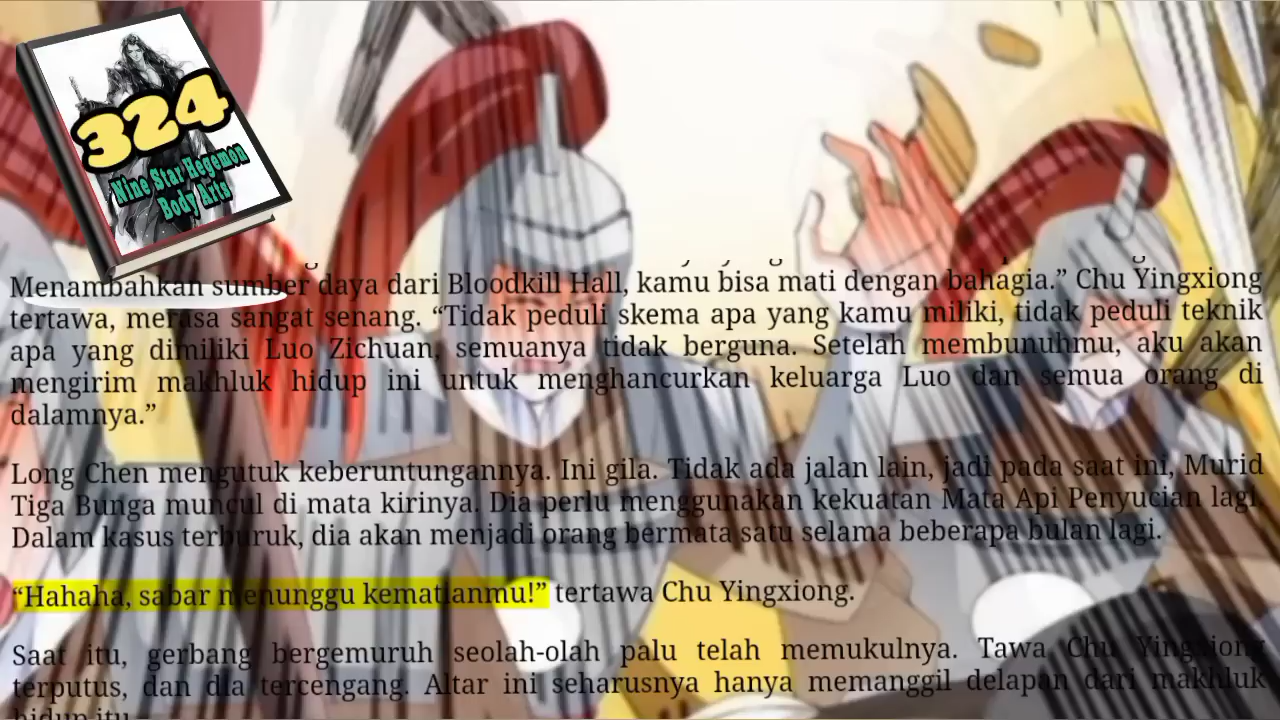 324
Nine Star Hegemon
Body Arts
Menambahkan sumber daya dari Bloodkill Hall, kamu bisa mati dengan bahagia.” Chu Yingxiong
tertawa, merasa sangat senang. “Tidak peduli skema apa yang kamu miliki, tidak peduli teknik
apa yang dimiliki Luo Zichuan, semuanya tidak berguna. Setelah membunuhmu, aku akan
mengirim makhluk hidup ini untuk menghancurkan keluarga Luo dan semua orang di
dalamnya.”
Long Chen mengutuk keberuntungannya. Ini gila. Tidak ada jalan lain, jadi pada saat ini, Murid
Tiga Bunga muncul di mata kirinya. Dia perlu menggunakan kekuatan Mata Api Penyucian lagi.
Dalam kasus terburuk, dia akan menjadi orang bermata satu selama beberapa bulan lagi.
“Hahaha, sabar menunggu kematianmu!” tertawa Chu Yingxiong.
Saat itu, gerbang bergemuruh seolah-olah palu telah memukulnya. Tawa Chu Yingxiong
terputus, dan dia tercengang. Altar ini seharusnya hanya memanggil delapan dari makhluk
hidup itu